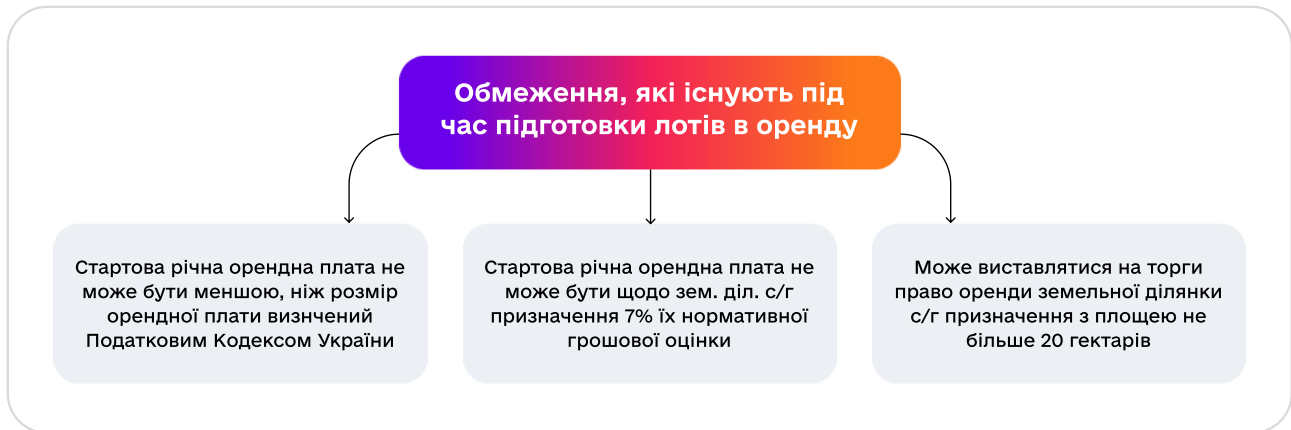 Обмеження, які існують під
час підготовки лотів в оренду
Стартова річна орендна плата не
може бути меншою, ніж розмір
орендної плати визнчений
Податковим Кодексом України
Стартова річна орендна плата не
може бути щодо зем. діл. с/г
призначення 7% їх нормативної
грошової оцінки
Може виставлятися на торги
право оренди земельної ділянки
с/г призначення з площею не
більше 20 гектарів